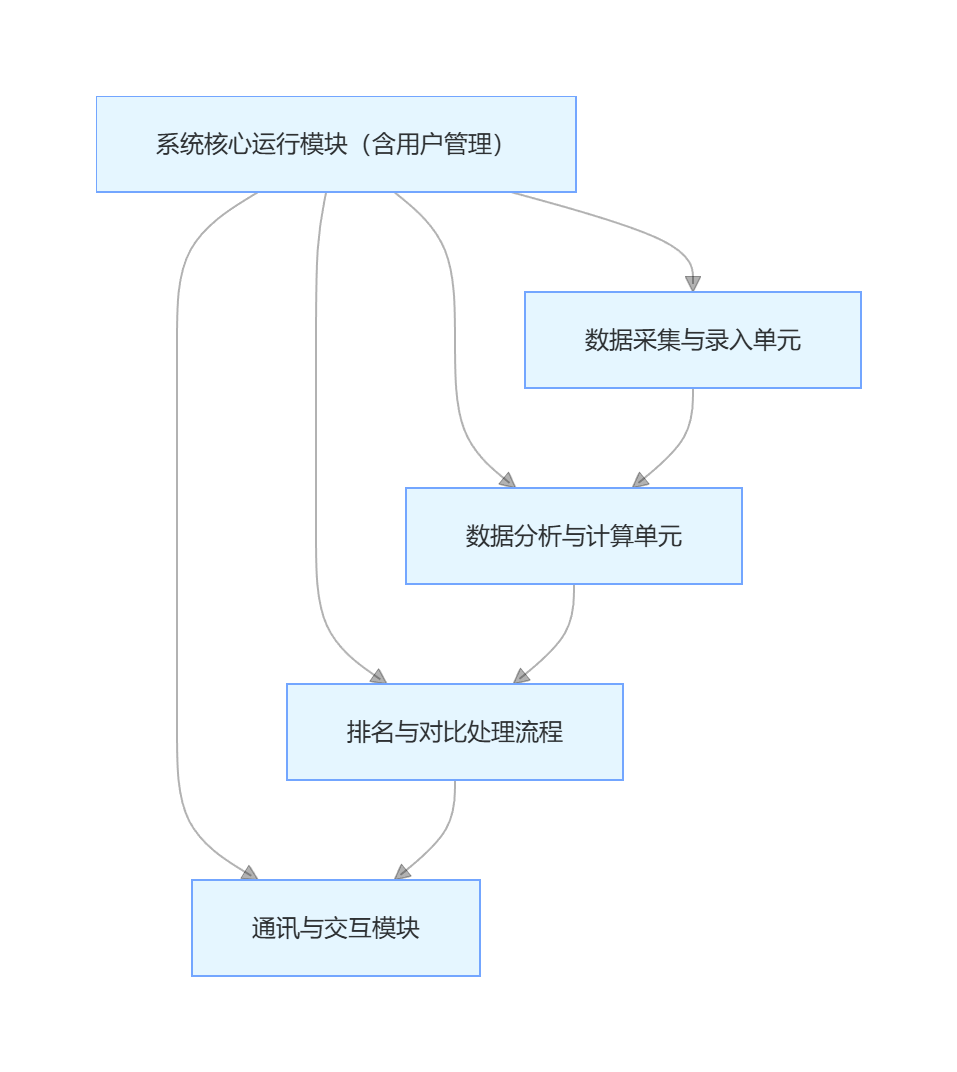 系统核心运行模块（含用户管理）
数据采集与录入单元
数据分析与计算单元
排名与对比处理流程
通讯与交互模块